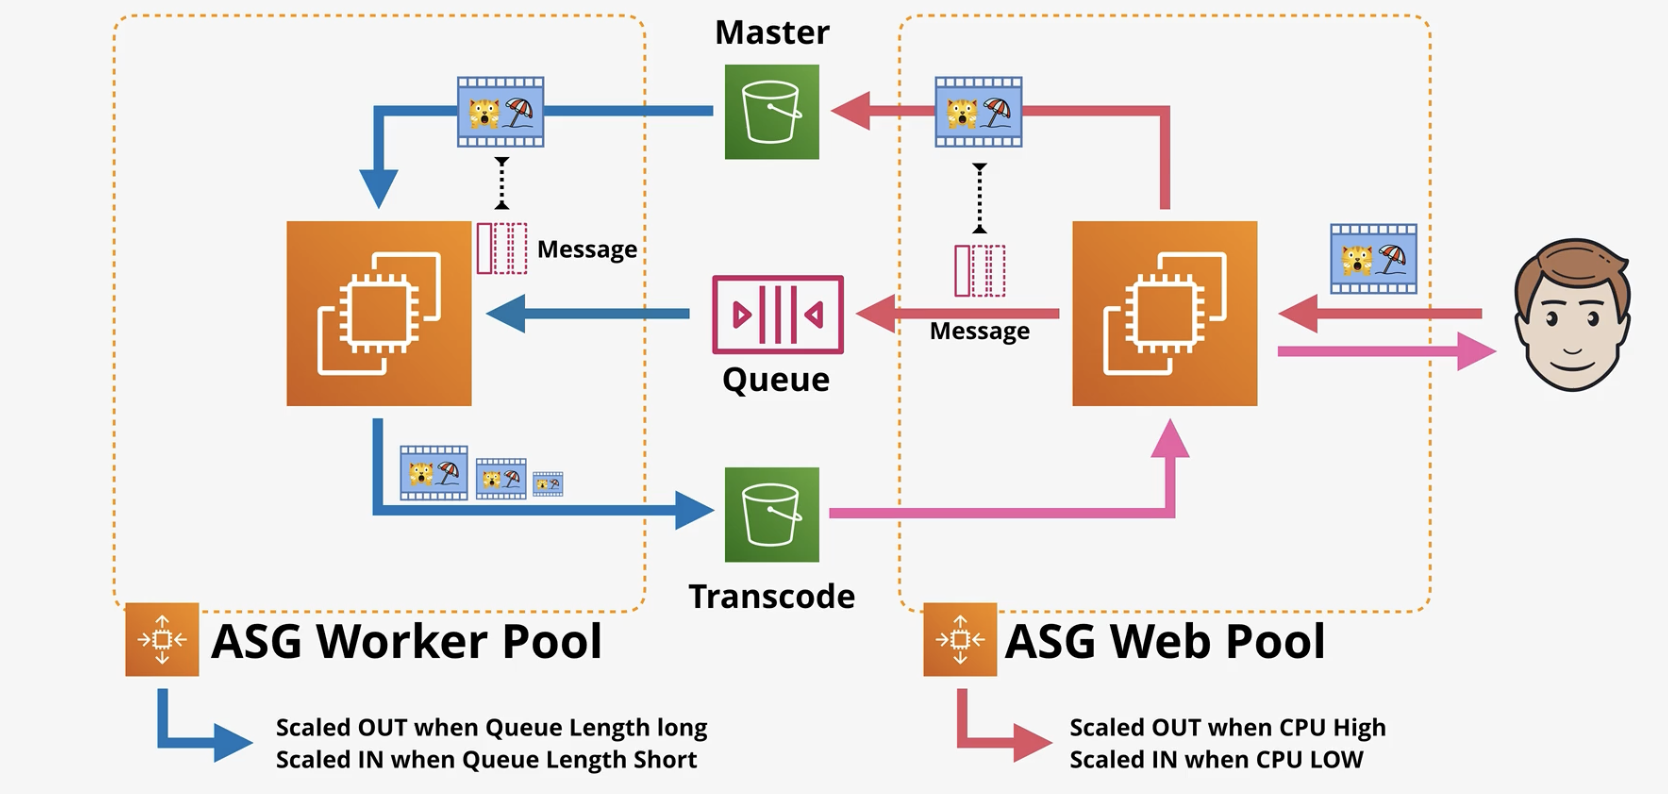 Master
Message
Message
Queue
Transcode
ASG Worker Pool
ASG Web Pool
Scaled OUT when Queue Length long
Scaled IN when Queue Length Short
Scaled OUT when CPU High
Scaled IN when CPU LOW